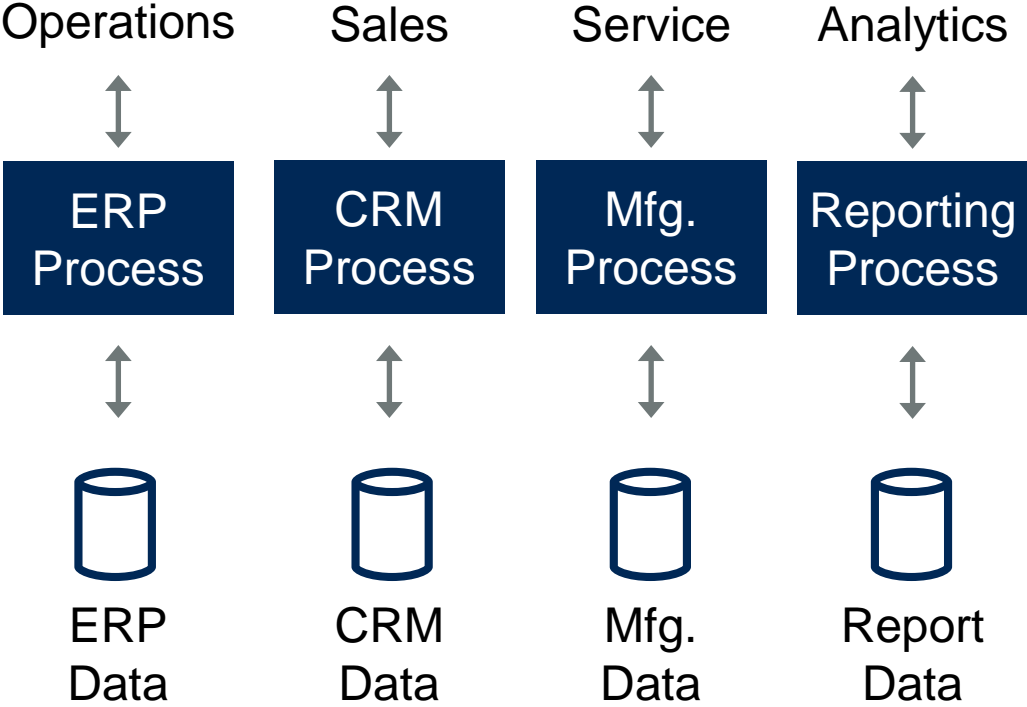 Operations
Sales
Service
Analytics
ERP
Process
CRM
Process
Mfg.
Process
Reporting
Process
ERP
Data
CRM
Data
Mfg.
Data
Report
Data